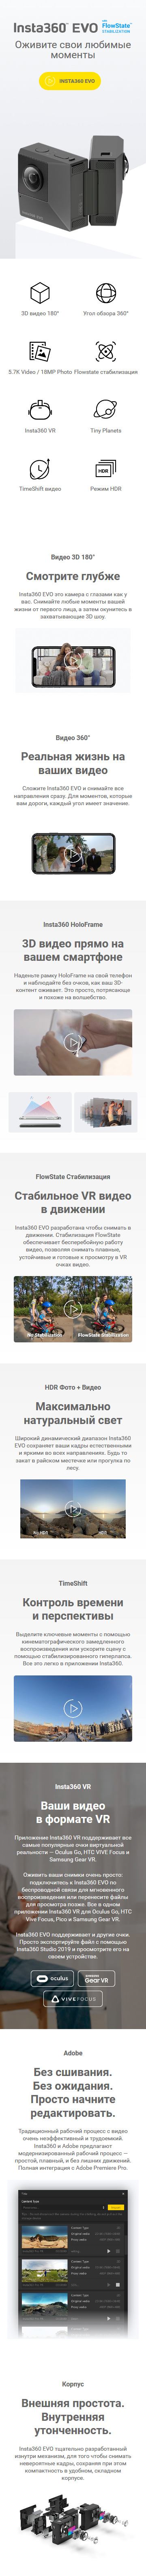 Insta360 EVO
FlowState™
STABILIZATION
Оживите свои любимые
моменты
INSTA360 EVO
3D видео 180°
Угол обзора 360°
5.7K Video / 18MP Photo
Flowstate стабилизация
Insta360 VR
Tiny Planets
HDR
TimeShift видео
Режим HDR
Видео 3D 180°
Смотрите глубже
Insta360 EVO это камера с глазами как у
вас. Снимайте любые моменты вашей
жизни от первого лица, а затем окунитесь в
захватывающие 3D шоу.
Видео 360°
Реальная жизнь на
ваших видео
Сложите Insta360 EVO и снимайте все
направления сразу. Для моментов, которые
вам дороги, каждый угол имеет значение.
Insta360 HoloFrame
3D видео прямо на
вашем смартфоне
Наденьте рамку HoloFrame на свой телефон
и наблюдайте без очков, как ваш 3D-
контент оживает. Это просто, потрясающе
и похоже на волшебство.
FlowState Стабилизация
Стабильное VR видео
в движении
Insta360 EVO разработана чтобы снимать в
движении. Стабилизация FlowState
обеспечивает бесперебойную работу
видео, позволяя снимать плавные,
устойчивые и готовые к просмотру в VR
очках видео.
No Stabilization
FlowState Stabilization
HDR Фото + Видео
Максимально
натуральный свет
Широкий динамический диапазон Insta360
EVO сохраняет ваши кадры естественными
и яркими во всех направлениях. Будь то
закат в райском местечке или прогулка по
лесу.
No HDR
HDR
TimeShift
Контроль времени
и перспективы
Выделите ключевые моменты с помощью
кинематографического замедленного
воспроизведения или ускорите сцену с
помощью стабилизированного гиперлапса.
Все это легко в приложении Insta360.
Insta360 VR
Ваши видео
в формате VR
Приложение Insta360 VR поддерживает все
самые популярные очки виртуальной
реальности — Oculus Go, HTC VIVE Focus и
Samsung Gear VR.
Оживить ваши снимки очень просто:
подключитесь к Insta360 EVO по
беспроводной связи для мгновенного
воспроизведения или перенесите файлы
для просмотра позже. Все в одном
приложении Insta360 VR для Oculus Go, HTC
Vive Focus, Pico и Samsung Gear VR.
Insta360 EVO поддерживает и другие очки.
Просто экспортируйте файл с помощью
Insta360 Studio 2019 и просмотрите его на
своем устройстве.
oculus
SAMSUNG
Gear VR
VIVE FOCUS
Adobe
Без сшивания.
Без ожидания.
Просто начните
редактировать.
Традиционный рабочий процесс с видео
очень неэффективный и трудоемкий.
Insta360 и Adobe предлагают
модернизированный рабочий процесс —
простой, плавный, и без лишних движений.
Полная интеграция с Adobe Premiere Pro.
Корпус
Внешняя простота.
Внутренняя
утонченность.
Insta360 EVO тщательно разработанный
изнутри механизм, для того чтобы снимать
невероятные кадры, сохраняя при этом
компактность в удобном, складном
корпусе.